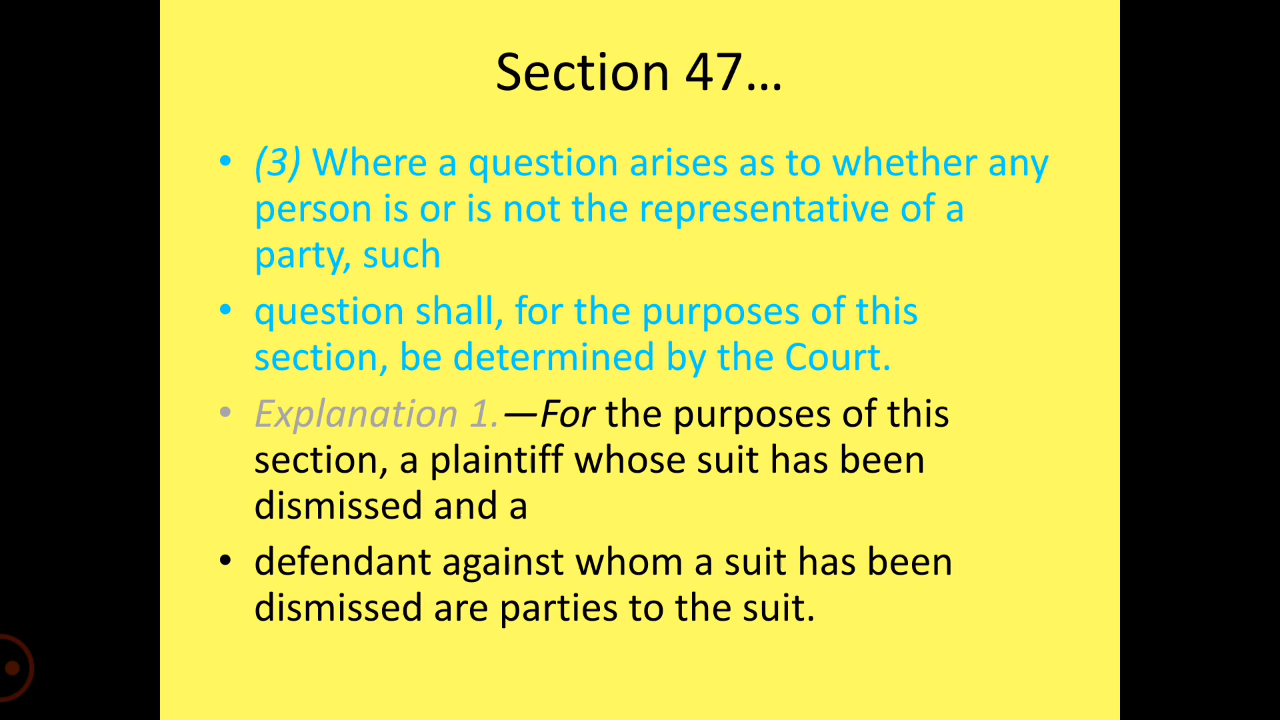 Section 47...
• (3) Where a question arises as to whether any
person is or is not the representative of a
party, such
• question shall, for the purposes of this
section, be determined by the Court.
• Explanation 1.—For the purposes of this
section, a plaintiff whose suit has been
dismissed and a
• defendant against whom a suit has been
dismissed are parties to the suit.